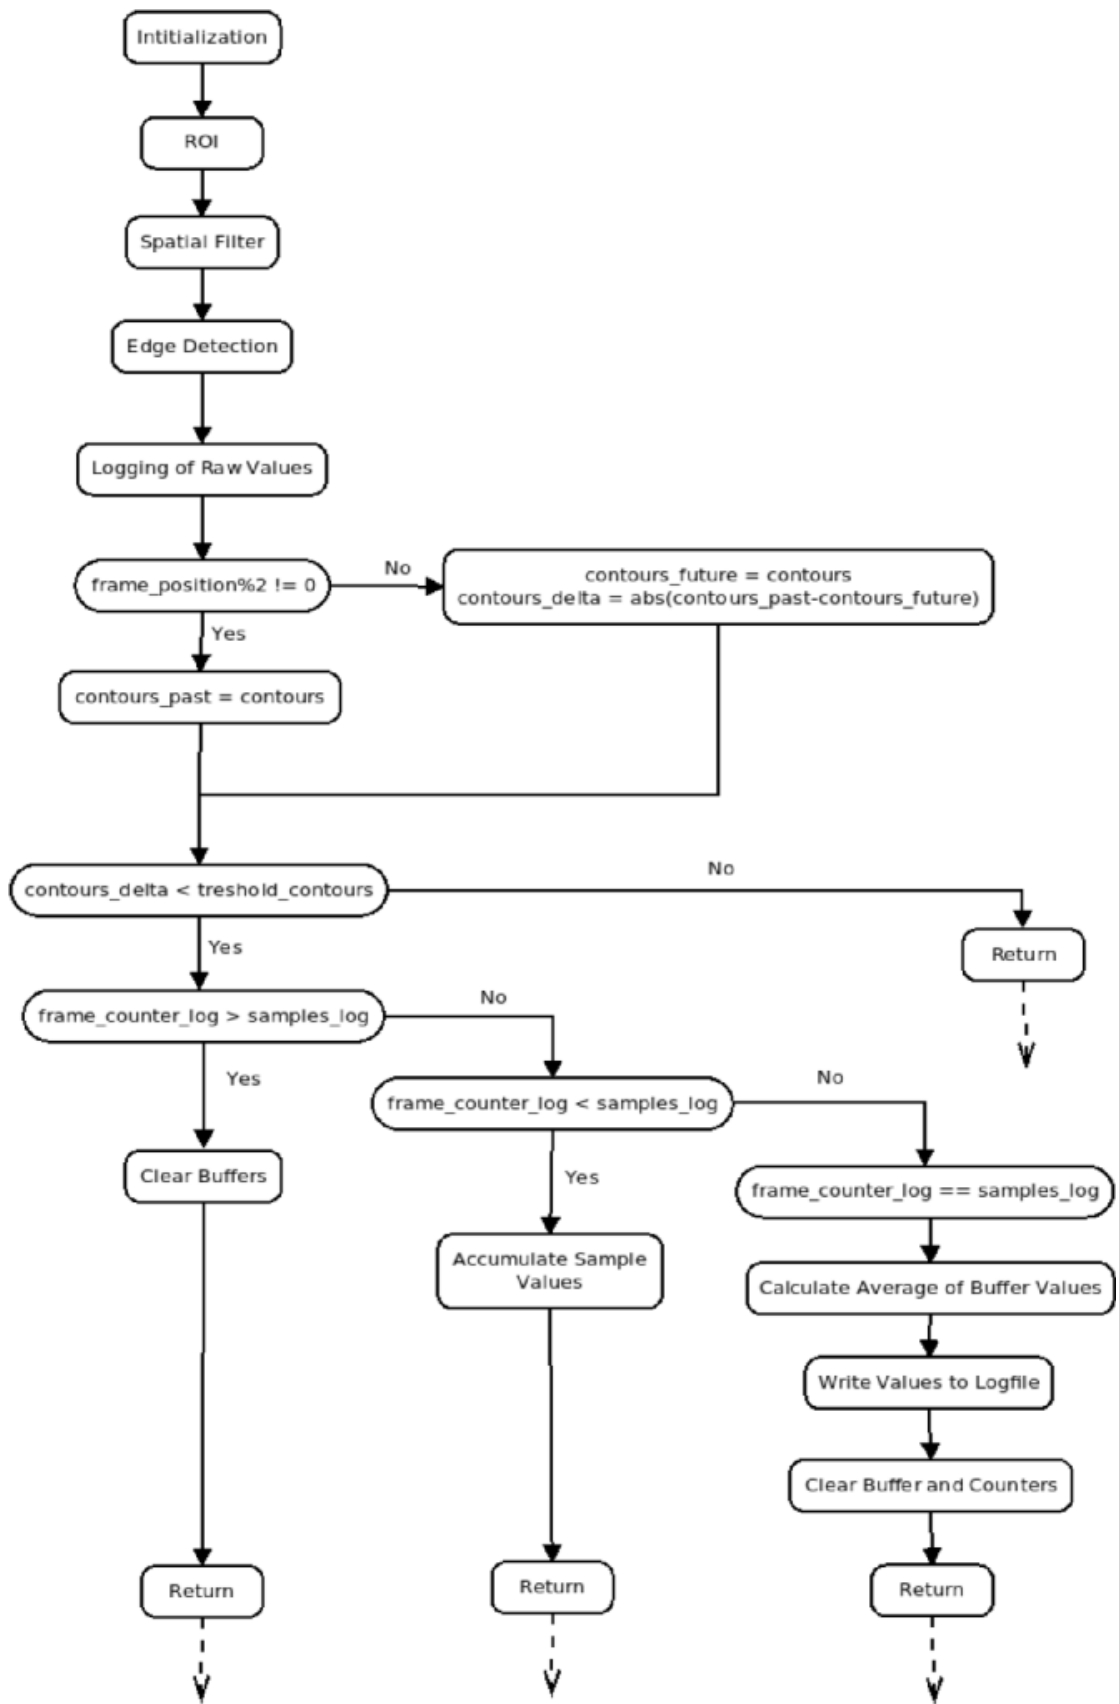 Intitialization
ROI
Spatial Filter
Edge Detection
Logging of Raw Values
frame_position%2 != 0
No
contours_future = contours
contours_delta = abs(contours_past-contours_future)
Yes
contours_past = contours
contours_delta < treshold_contours
No
Return
Yes
frame_counter_log > samples_log
No
Yes
frame_counter_log < samples_log
No
Clear Buffers
Yes
frame_counter_log == samples_log
Accumulate Sample
Values
Calculate Average of Buffer Values
Write Values to Logfile
Clear Buffer and Counters
Return
Return
Return